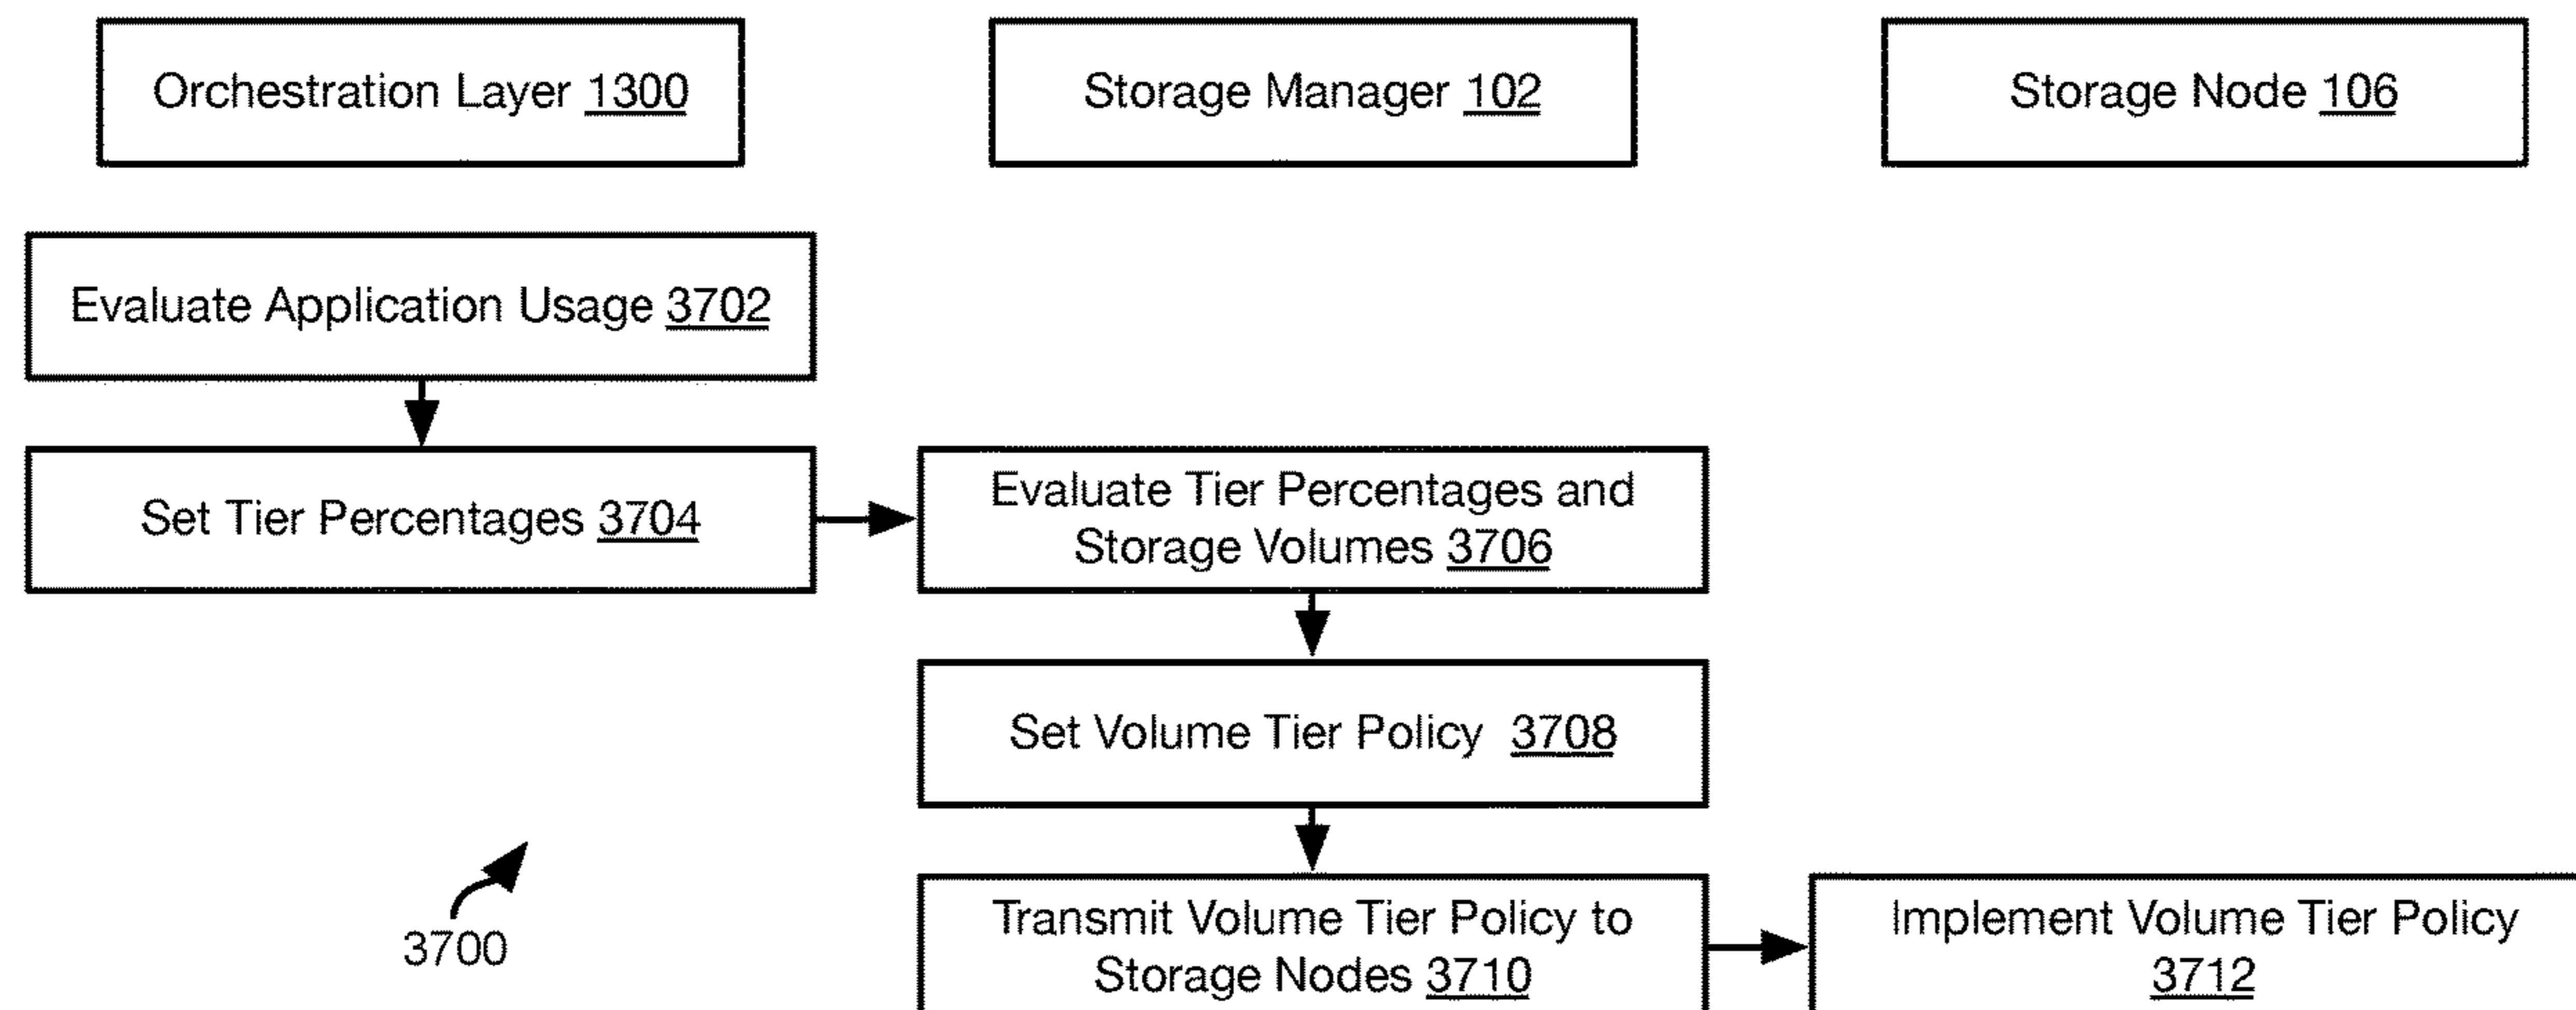 Orchestration Layer 1300
Storage Manager 102
Storage Node 106
Evaluate Application Usage 3702
Set Tier Percentages 3704
Evaluate Tier Percentages and
Storage Volumes 3706
Set Volume Tier Policy 3708
3700
Transmit Volume Tier Policy to
Storage Nodes 3710
Implement Volume Tier Policy
3712